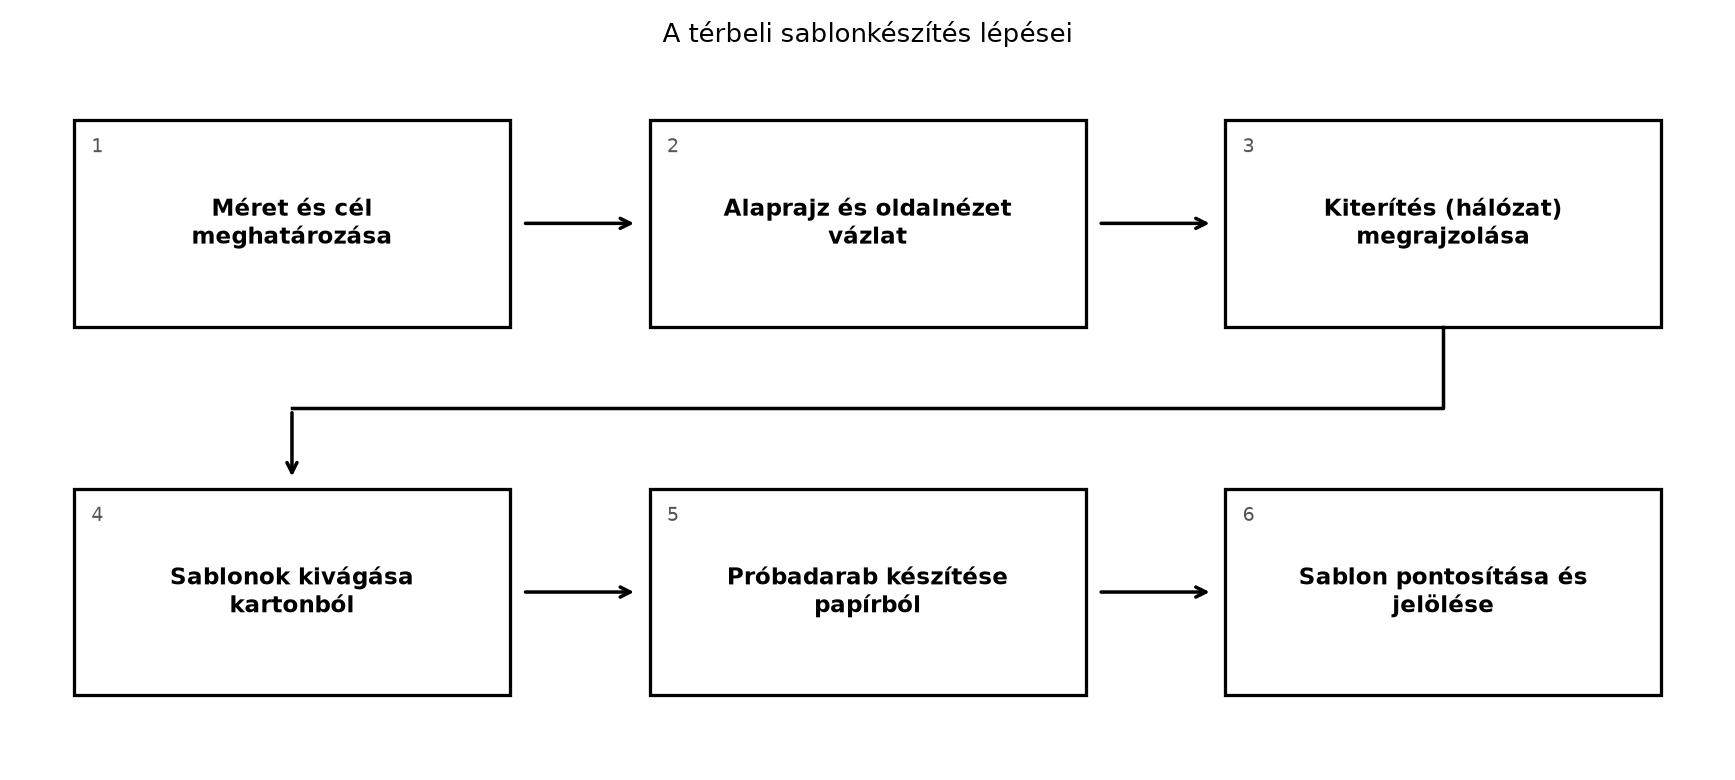 A térbeli sablonkészítés lépései
1
Méret és cél
meghatározása
2
Alaprajz és oldalnézet
vázlat
3
Kiterítés (hálózat)
megrajzolása
4
Sablonok kivágása
kartonból
5
Próbadarab készítése
papírból
6
Sablon pontosítása és
jelölése